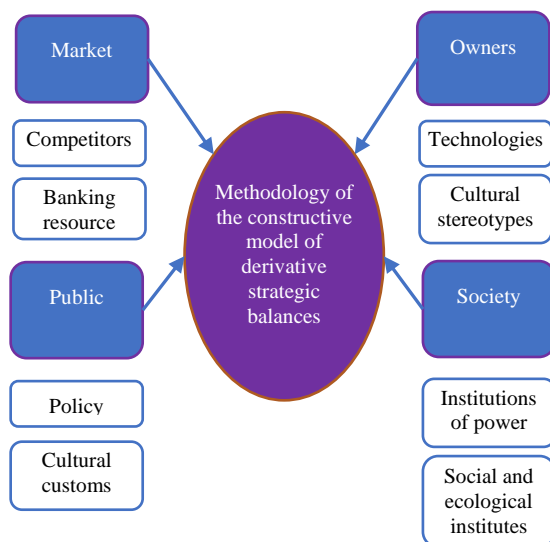 Market
Competitors
Banking
resource
Public
Policy
Cultural
customs
Methodology of
the constructive
model of
derivative
strategic
balances
Owners
Technologies
Cultural
stereotypes
Society
Institutions
of power
Social and
ecological
institutes